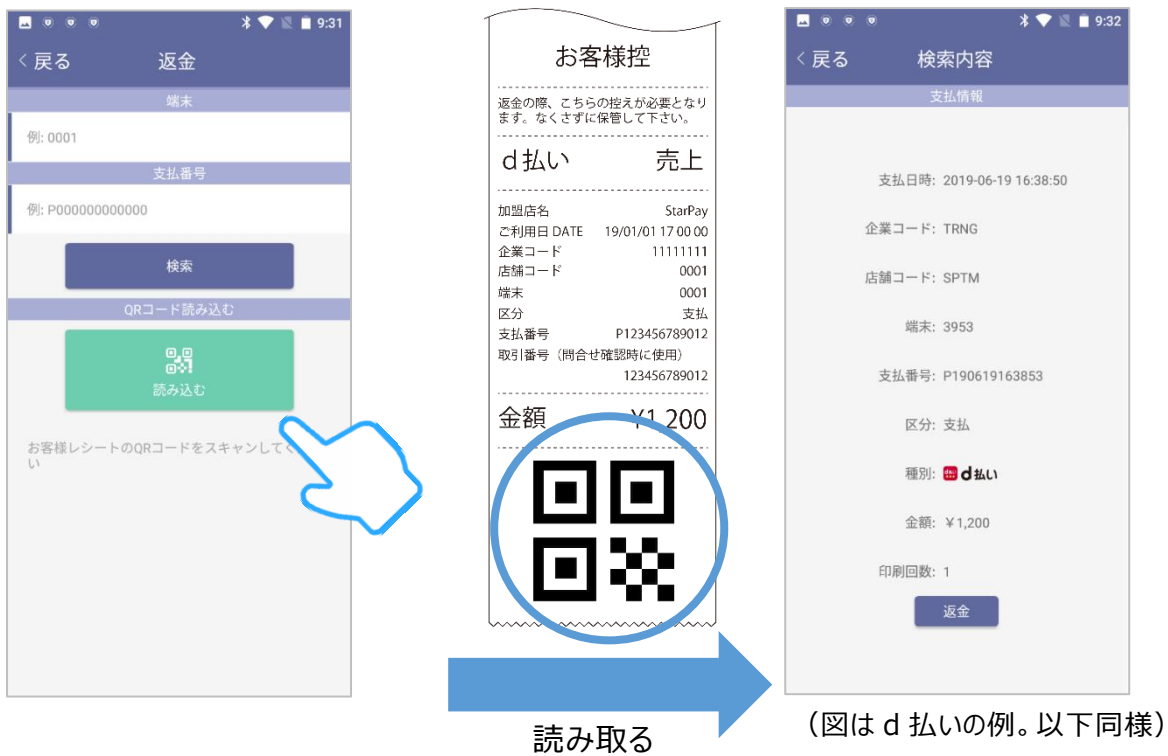 9:31
戻る 返金
端末
例: 0001
支払番号
例: P000000000000
検索
QRコード読み込む
読み込む
お客様レシートのQRコードをスキャンしてく
い
お客様控
返金の際、こちらの控えが必要となり
ます。なくさずに保管して下さい。
d払い 売上
加盟店名 StarPay
ご利用日 DATE 19/01/01 17 00 00
企業コード 11111111
店舗コード 0001
端末 0001
区分 支払
支払番号 P123456789012
取引番号（問合せ確認時に使用）
123456789012
金額 ¥1,200
読み取る
9:32
戻る 検索内容
支払情報
支払日時: 2019-06-19 16:38:50
企業コード: TRNG
店舗コード: SPTM
端末: 3953
支払番号: P190619163853
区分: 支払
種別: d払い
金額: ￥1,200
印刷回数: 1
返金
（図は d 払いの例。以下同様）